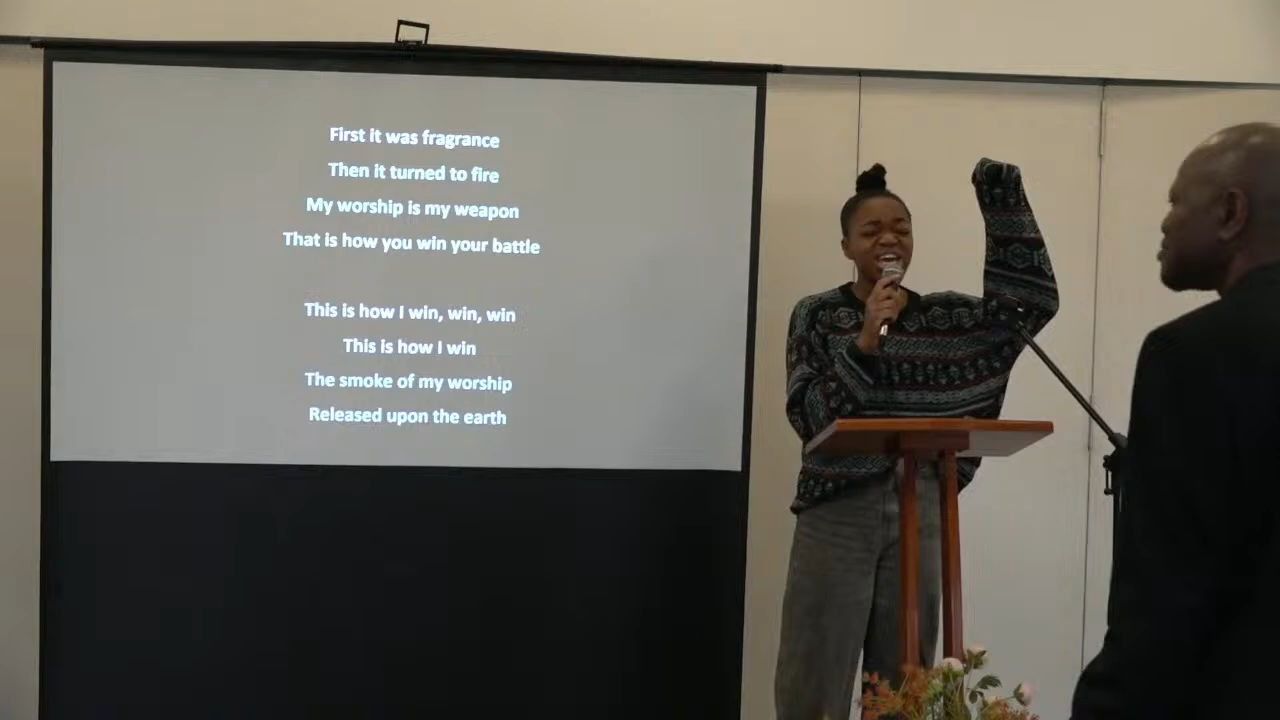 First it was fragrance
Then it turned to fire
My worship is my weapon
That is how you win your battle
This is how I win, win, win
This is how I win
The smoke of my worship
Released upon the earth